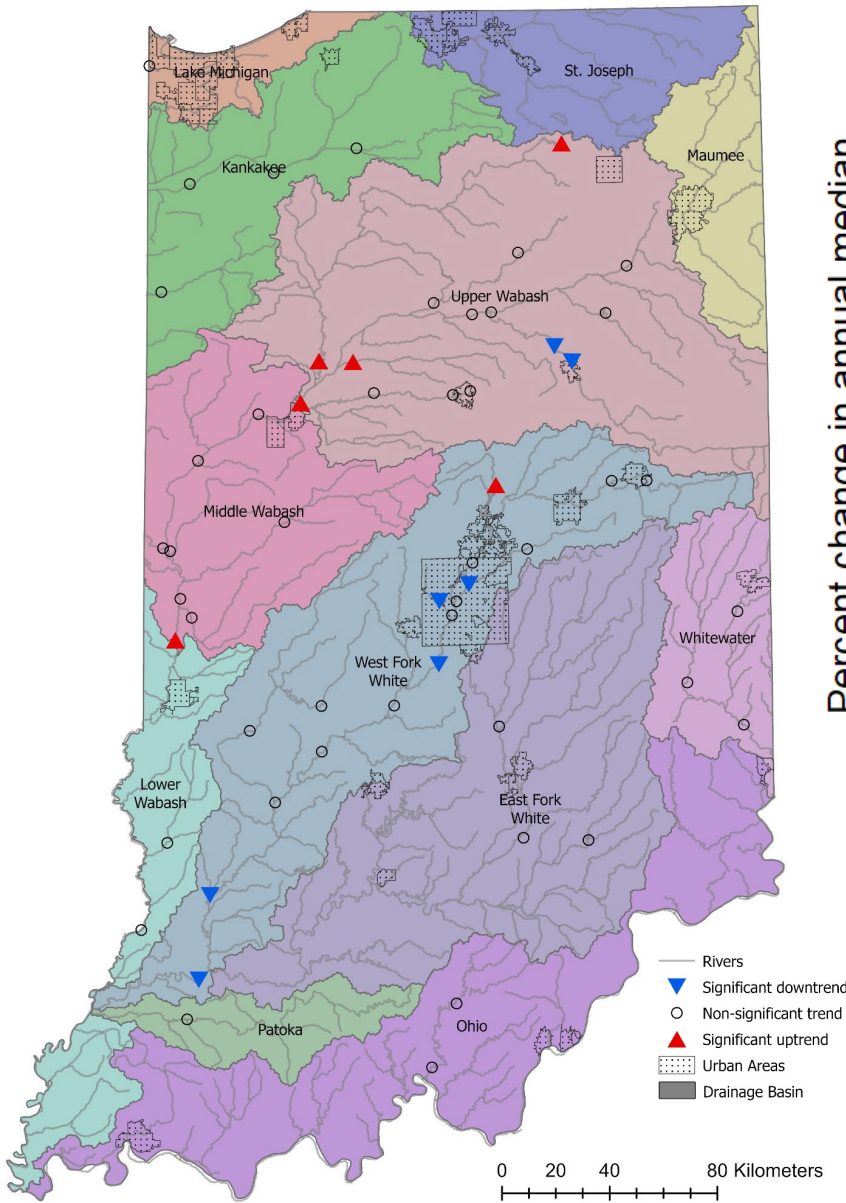 Lake Michigan
St. Joseph
Kankakee
Maumee
Upper Wabash
Middle Wabash
West Fork
White
Whitewater
Lower
Wabash
East Fork
White
Patoka
Ohio
Rivers
Significant downtrend
Non-significant trend
Significant uptrend
Urban Areas
Drainage Basin
0 20 40 80 Kilometers
Percent change in annual median